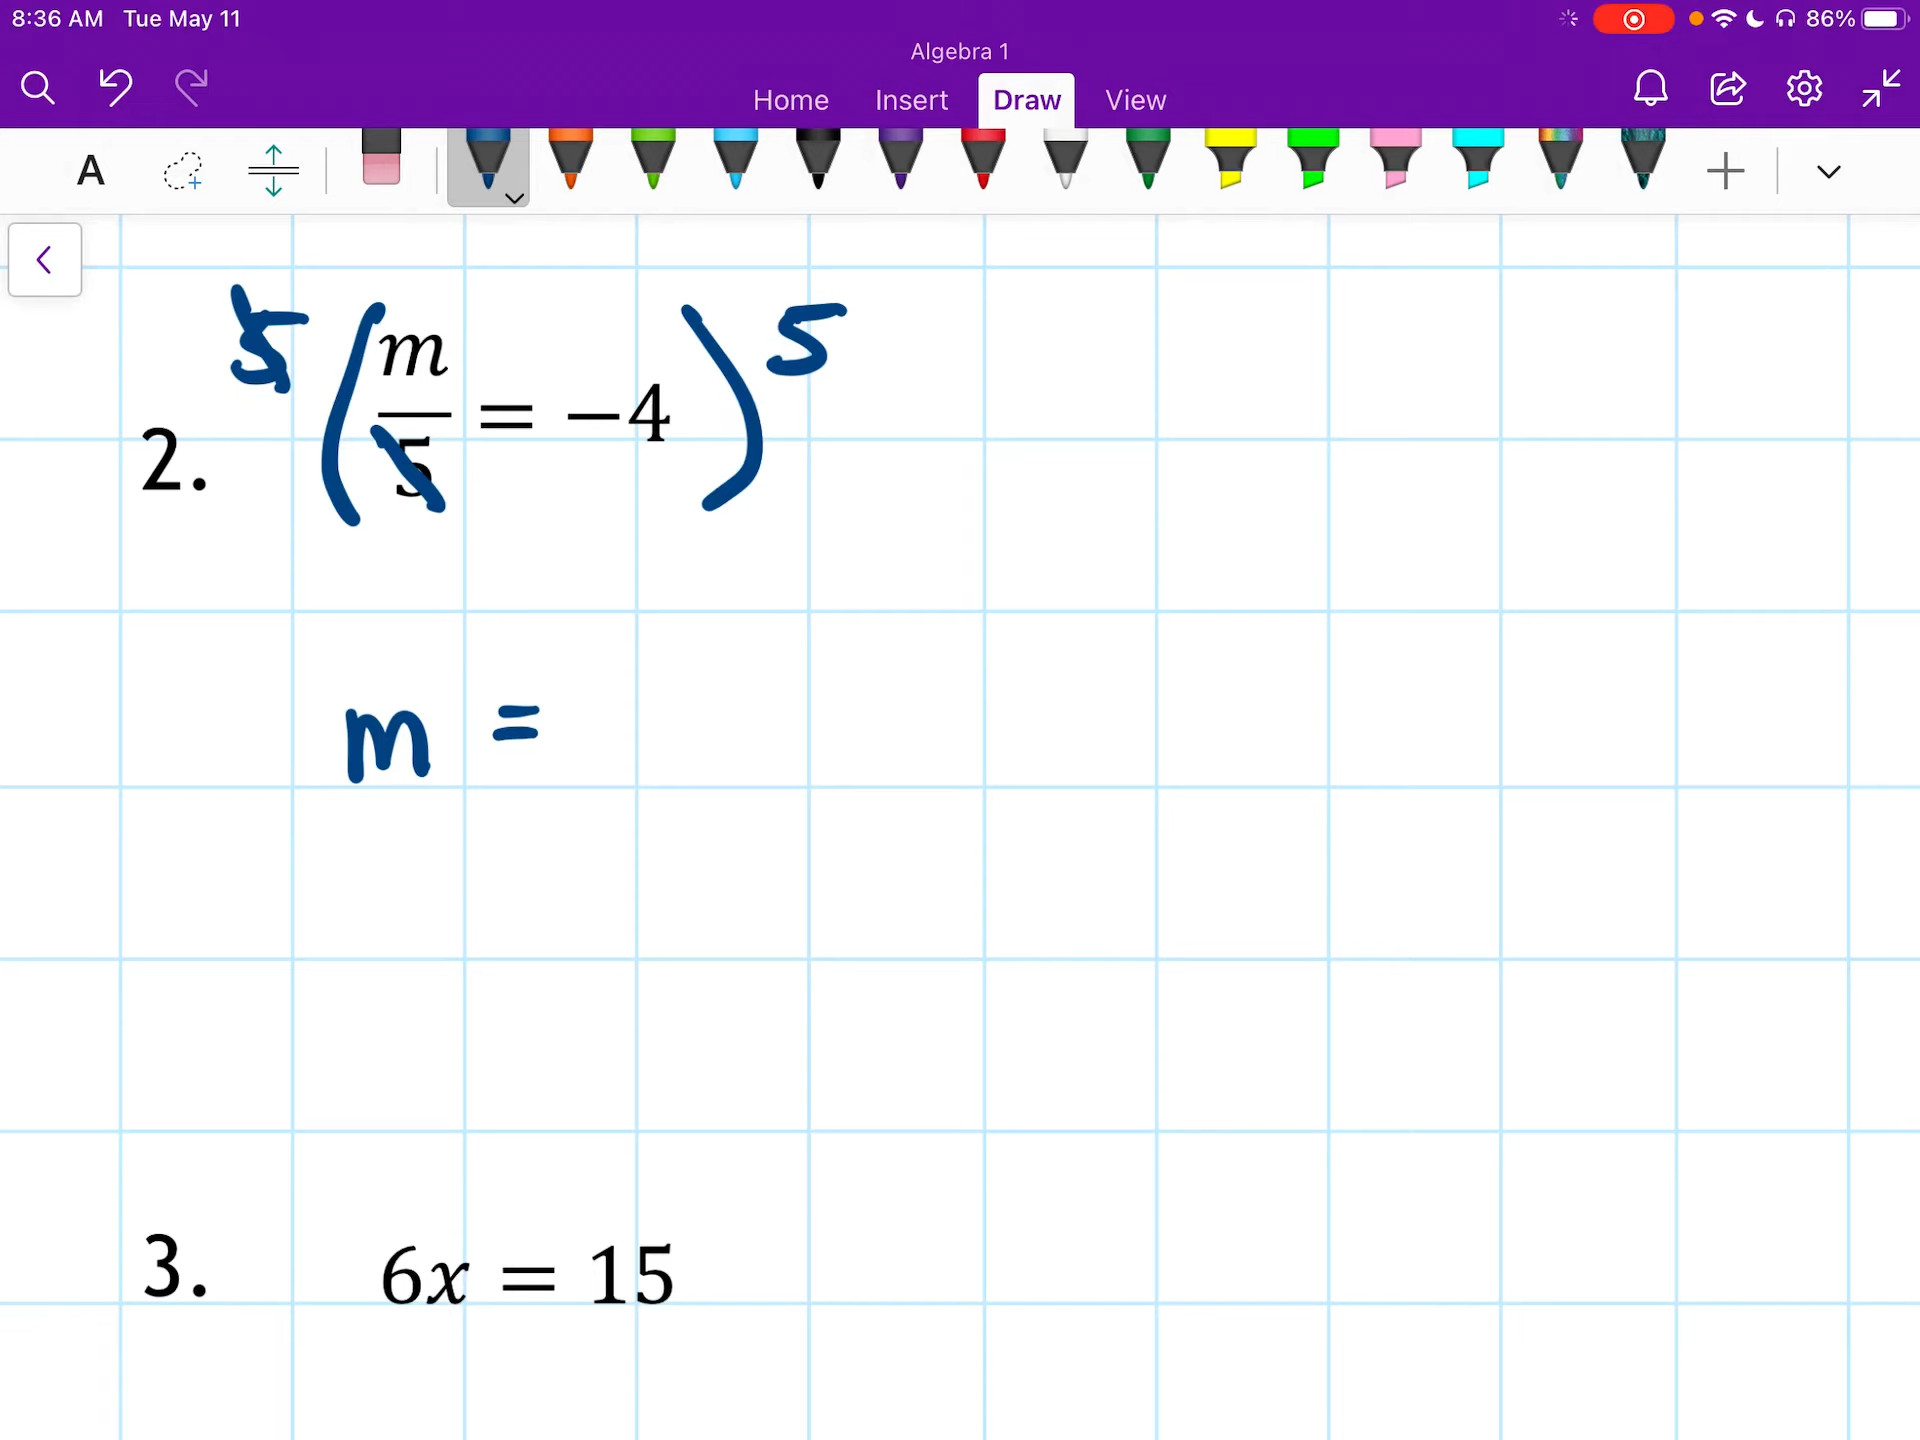 8:36 AM Tue May 11
86%
Algebra 1
Home Insert Draw View
A
2. 5 ( m/5 = −4 ) 5
m =
3. 6x = 15